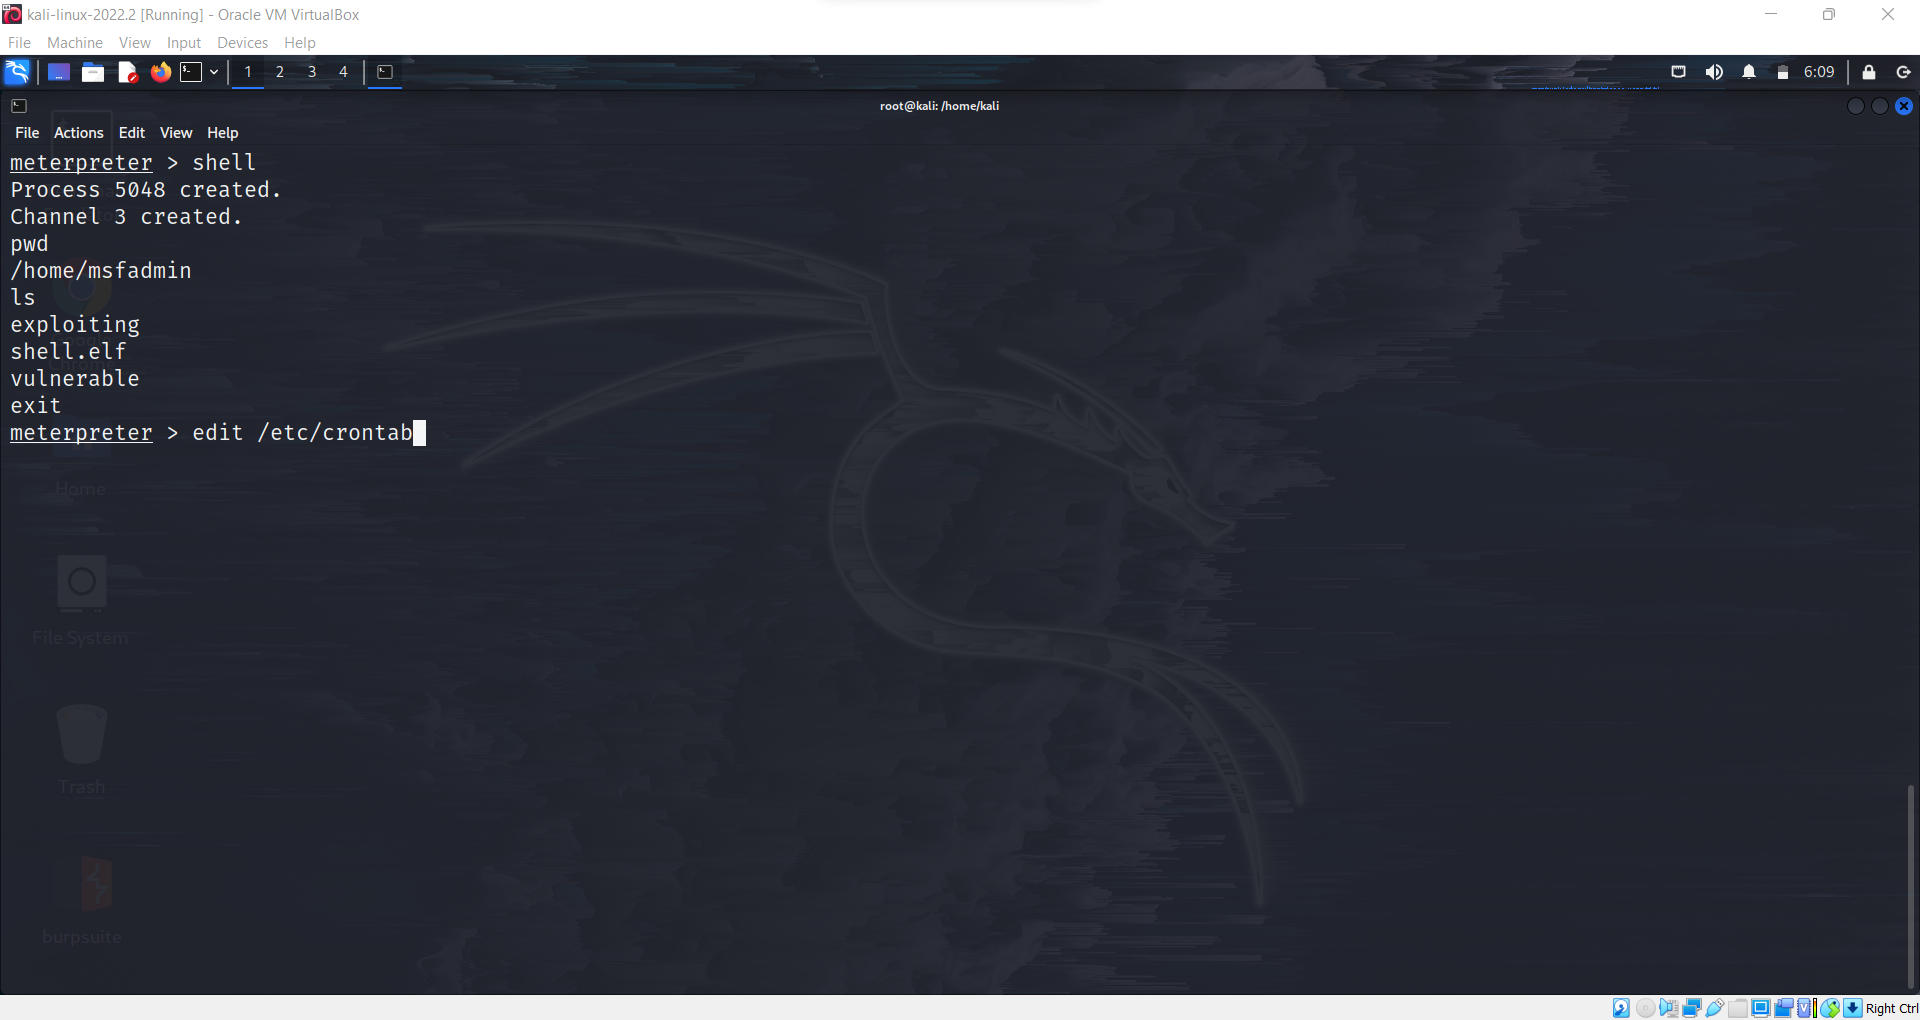 kali-linux-2022.2 [Running] - Oracle VM VirtualBox
File Machine View Input Devices Help
1 2 3 4 6:09
root@kali: /home/kali
File Actions Edit View Help
meterpreter > shell
Process 5048 created.
Channel 3 created.
pwd
/home/msfadmin
ls
exploiting
shell.elf
vulnerable
exit
meterpreter > edit /etc/crontab
Home
File System
Trash
burpsuite
Right Ctrl